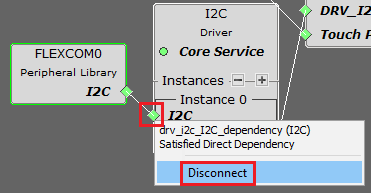 I2C
Driver
Core Service
Instances
Instance 0
I2C
FLEXCOM0
Peripheral Library
I2C
DRV_I2
Touch P
drv_i2c_I2C_dependency (I2C)
Satisfied Direct Dependency
Disconnect